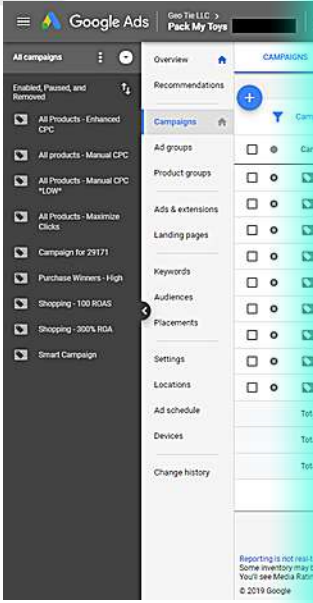 Google Ads
Geo Tie LLC >
Pack My Toys
All campaigns
Enabled, Paused, and
Removed
All Products - Enhanced
CPC
All products - Manual CPC
All Products - Manual CPC
*LOW*
All Products - Maximize
Clicks
Campaign for 29171
Purchase Winners - High
Shopping - 100 ROAS
Shopping - 300% ROA
Smart Campaign
Overview
Recommendations
Campaigns
Ad groups
Product groups
Ads & extensions
Landing pages
Keywords
Audiences
Placements
Settings
Locations
Ad schedule
Devices
Change history
CAMPAIGNS
Cam
Car
Tot
Tot
Tot
Reporting is not real-t
Some inventory may b
You'll see Media Ratin
© 2019 Google